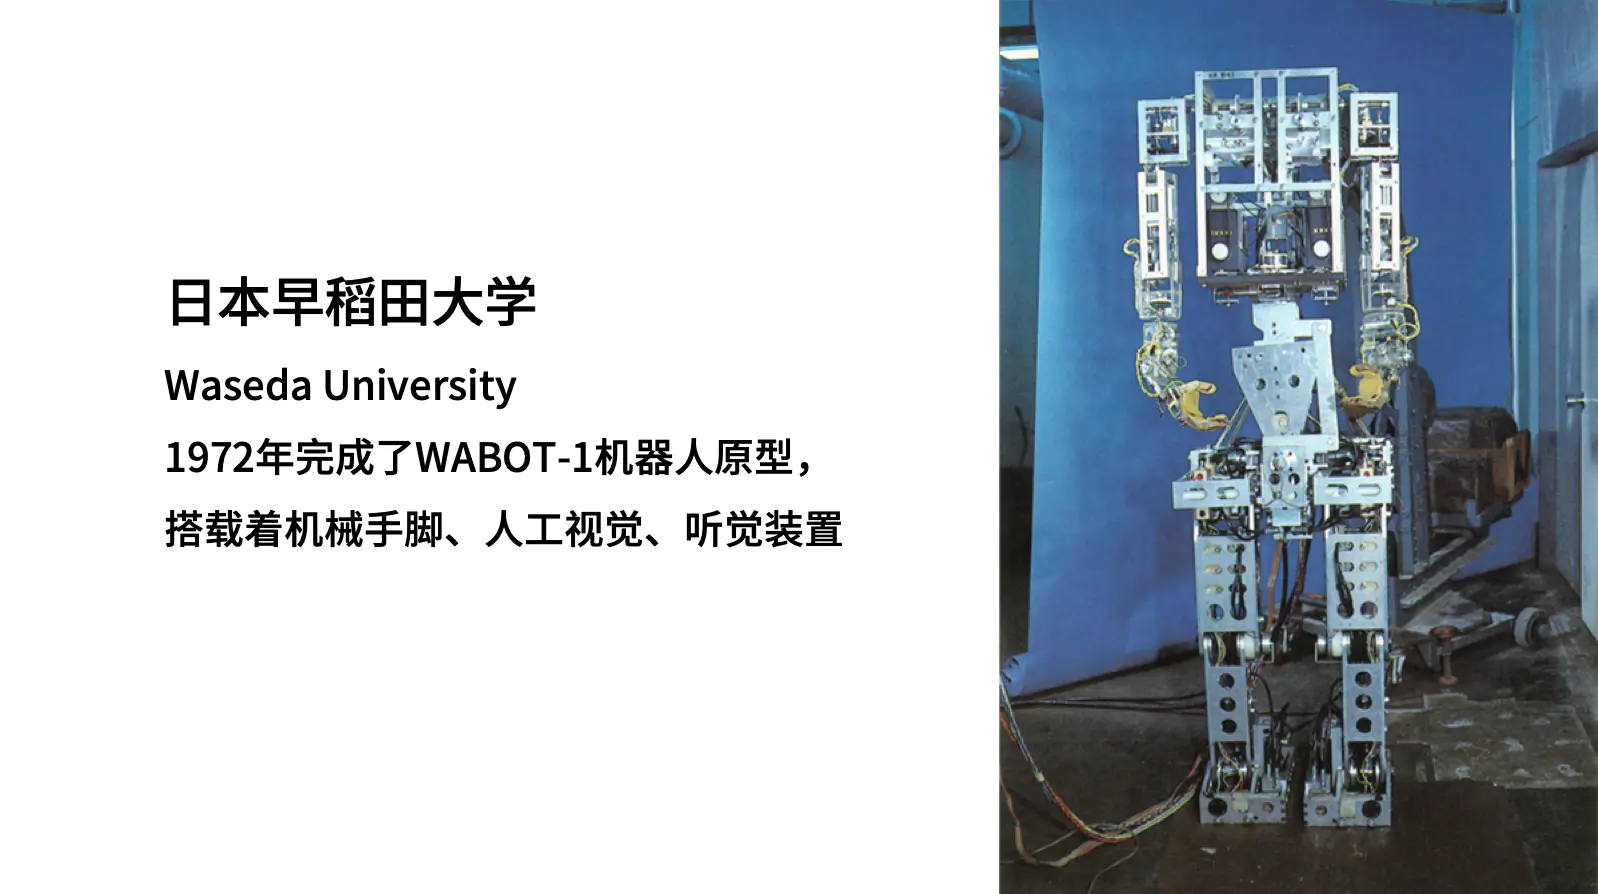 日本早稻田大学
Waseda University
1972年完成了WABOT-1机器人原型，
搭载着机械手脚、人工视觉、听觉装置